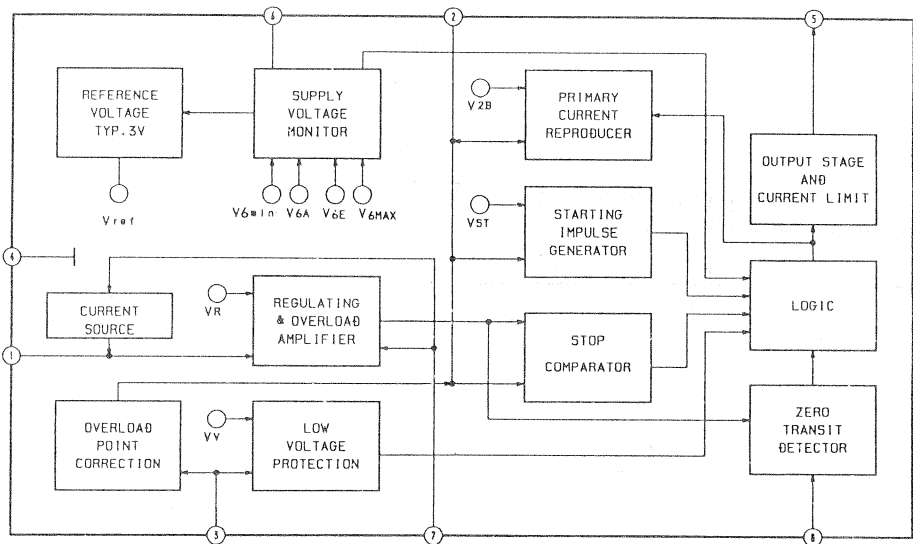 6
2
5
REFERENCE
VOLTAGE
TYP.3V
SUPPLY
VOLTAGE
MONITOR
V2B
PRIMARY
CURRENT
REPRODUCER
OUTPUT STAGE
AND
CURRENT LIMIT
Vref
V6min
V6A
V6E
V6MAX
VST
STARTING
IMPULSE
GENERATOR
4
CURRENT
SOURCE
VR
REGULATING
& OVERLOAD
AMPLIFIER
LOGIC
1
STOP
COMPARATOR
OVERLOAD
POINT
CORRECTION
VV
LOW
VOLTAGE
PROTECTION
ZERO
TRANSIT
DETECTOR
3
7
8